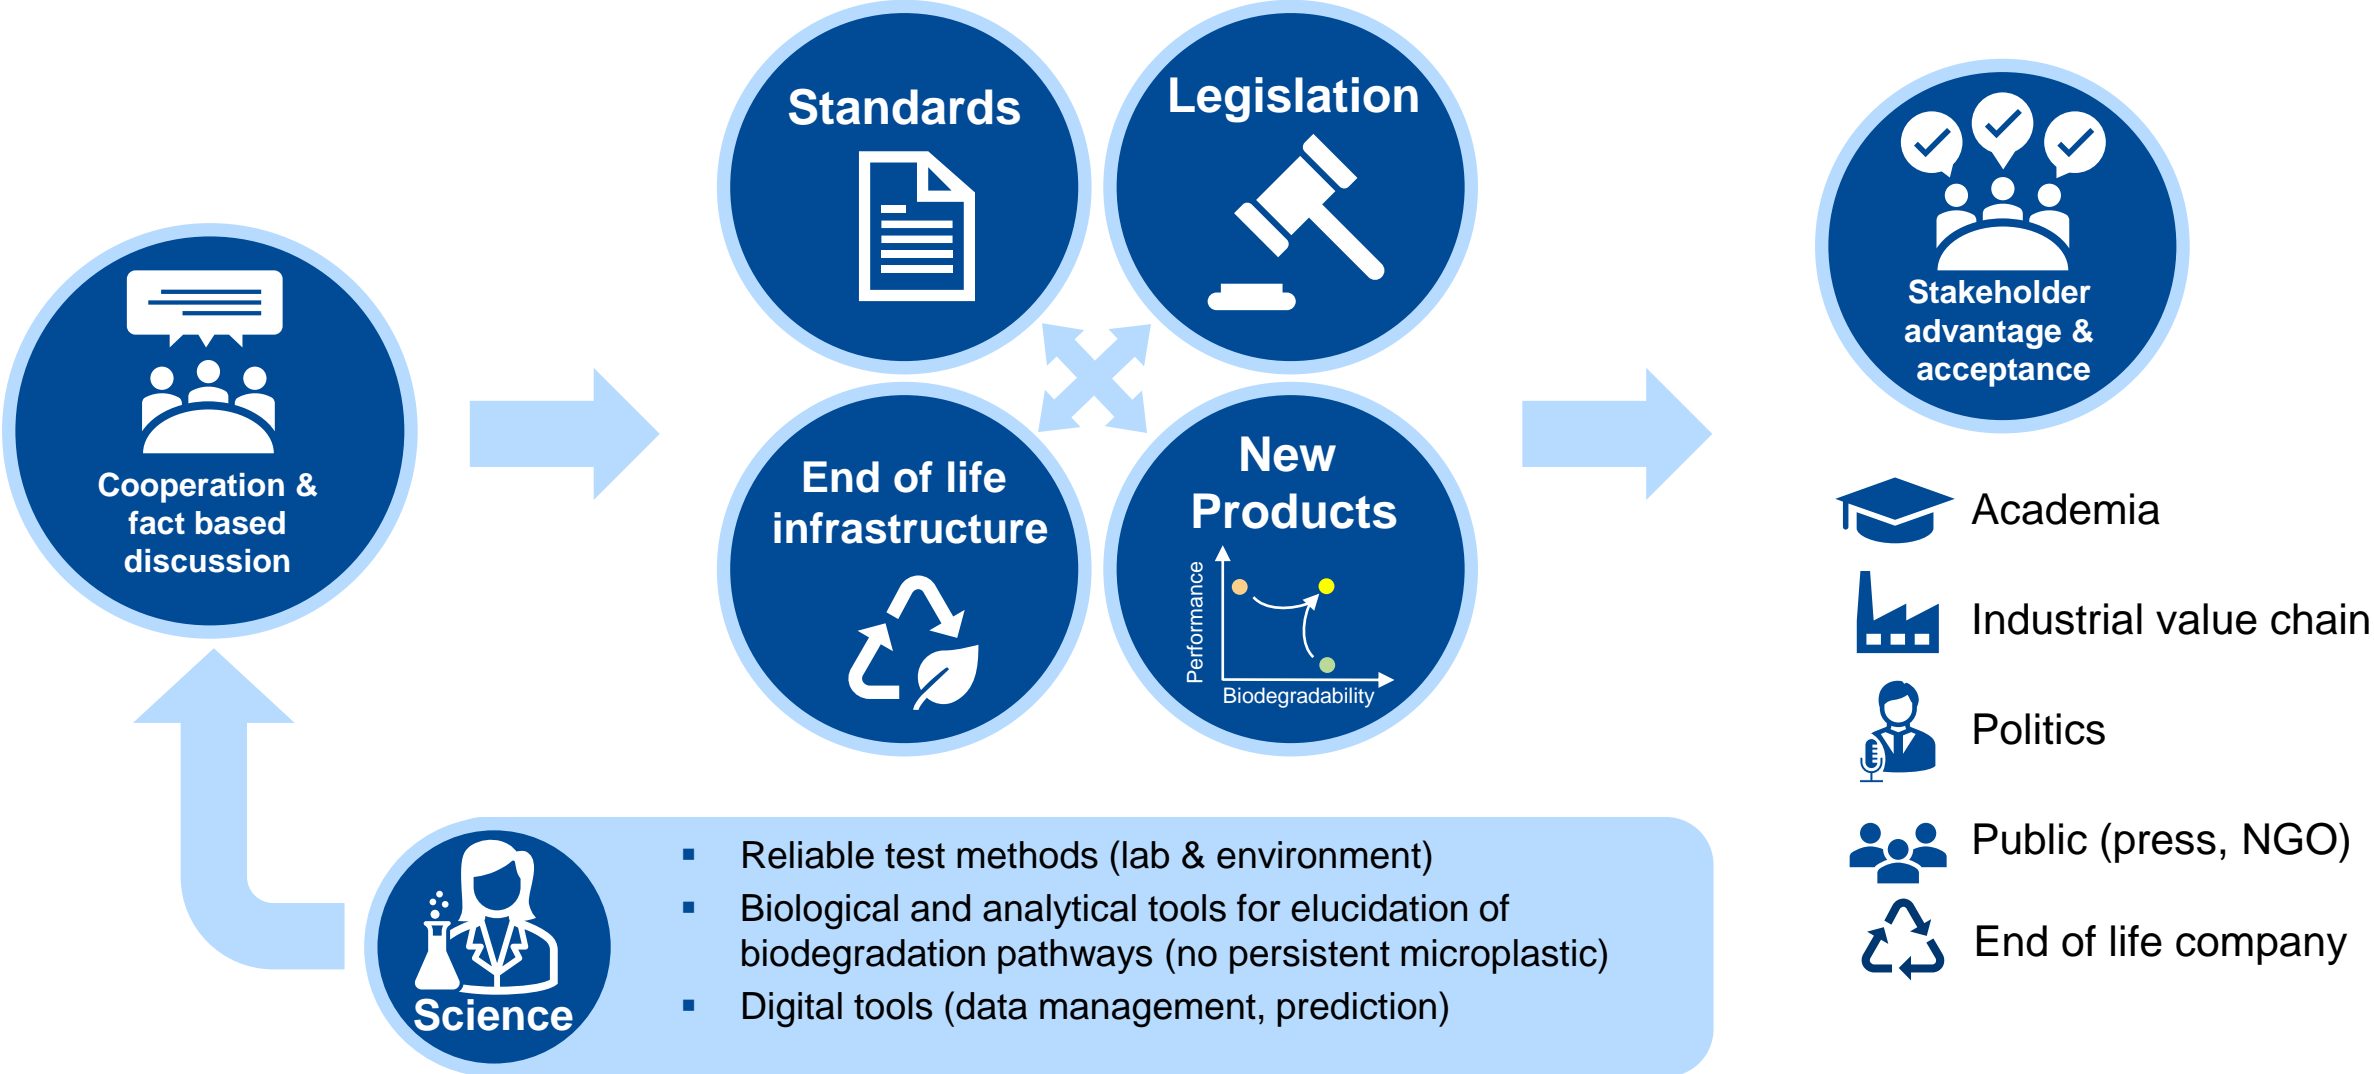 Cooperation &
fact based
discussion
Standards
Legislation
End of life
infrastructure
New
Products
Performance
Biodegradability
Stakeholder
advantage &
acceptance
Academia
Industrial value chain
Politics
Public (press, NGO)
End of life company
Science
▪ Reliable test methods (lab & environment)
▪ Biological and analytical tools for elucidation of
biodegradation pathways (no persistent microplastic)
▪ Digital tools (data management, prediction)